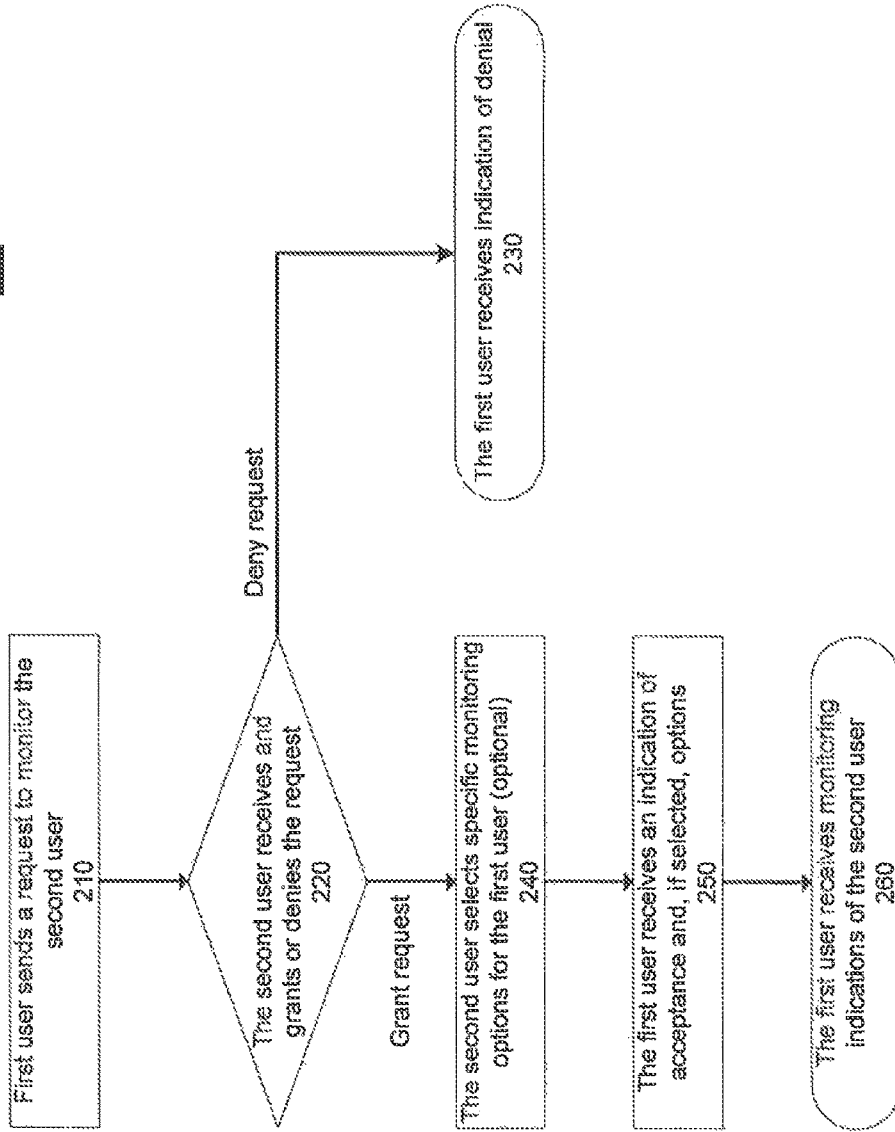 First user sends a request to monitor the
second user
210
The second user receives and
grants or denies the request
220
Deny request
The first user receives indication of denial
230
Grant request
The second user selects specific monitoring
options for the first user (optional)
240
The first user receives an indication of
acceptance and, if selected, options
250
The first user receives monitoring
indications of the second user
260